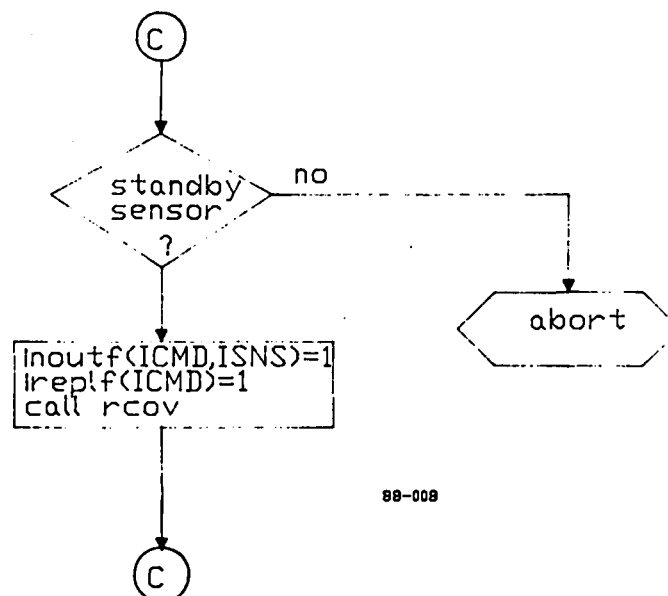 C
standby
sensor
?
no
abort
inoutf(ICMD,ISNS)=1
ireplf(ICMD)=1
call rcov
88-008
C